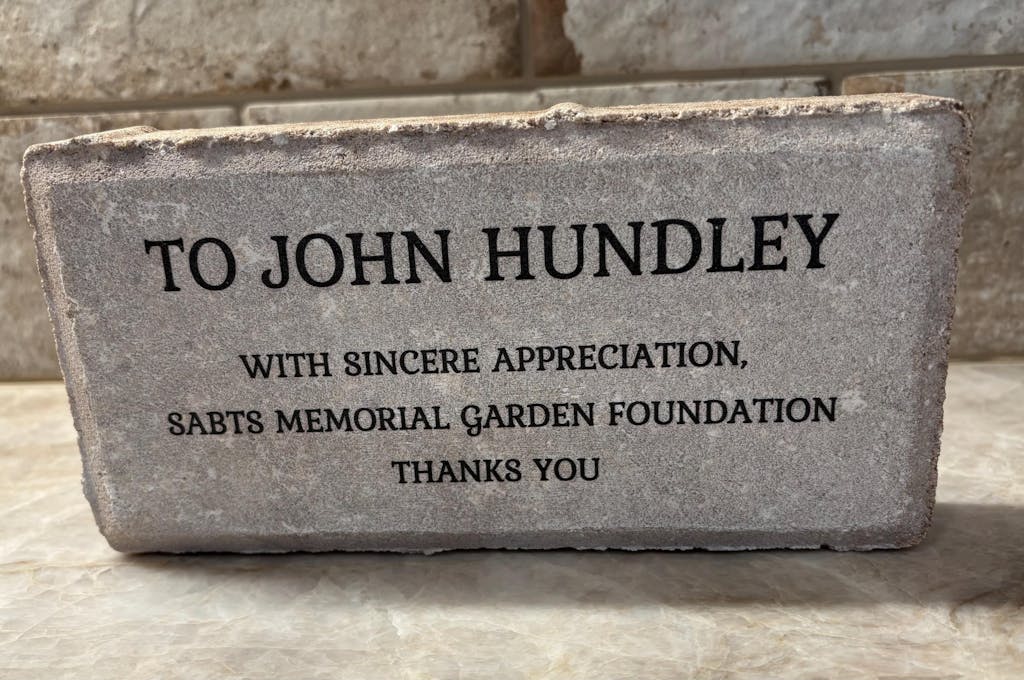 TO JOHN HUNDLEY
WITH SINCERE APPRECIATION,
SABTS MEMORIAL GARDEN FOUNDATION
THANKS YOU